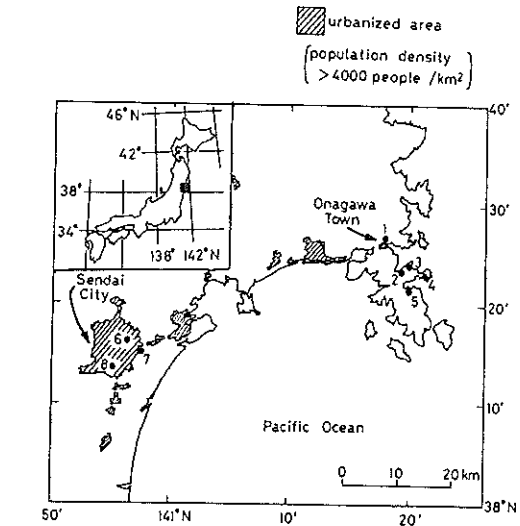 urbanized area
(population density
>4000 people /km²)
46°N
42°
38°
34°
138°
142°N
40'
30'
20'
10'
38°N
Onagawa
Town
1
2
3
4
5
Sendai
City
6
7
8
Pacific Ocean
0
10
20km
50'
141°N
10'
20'